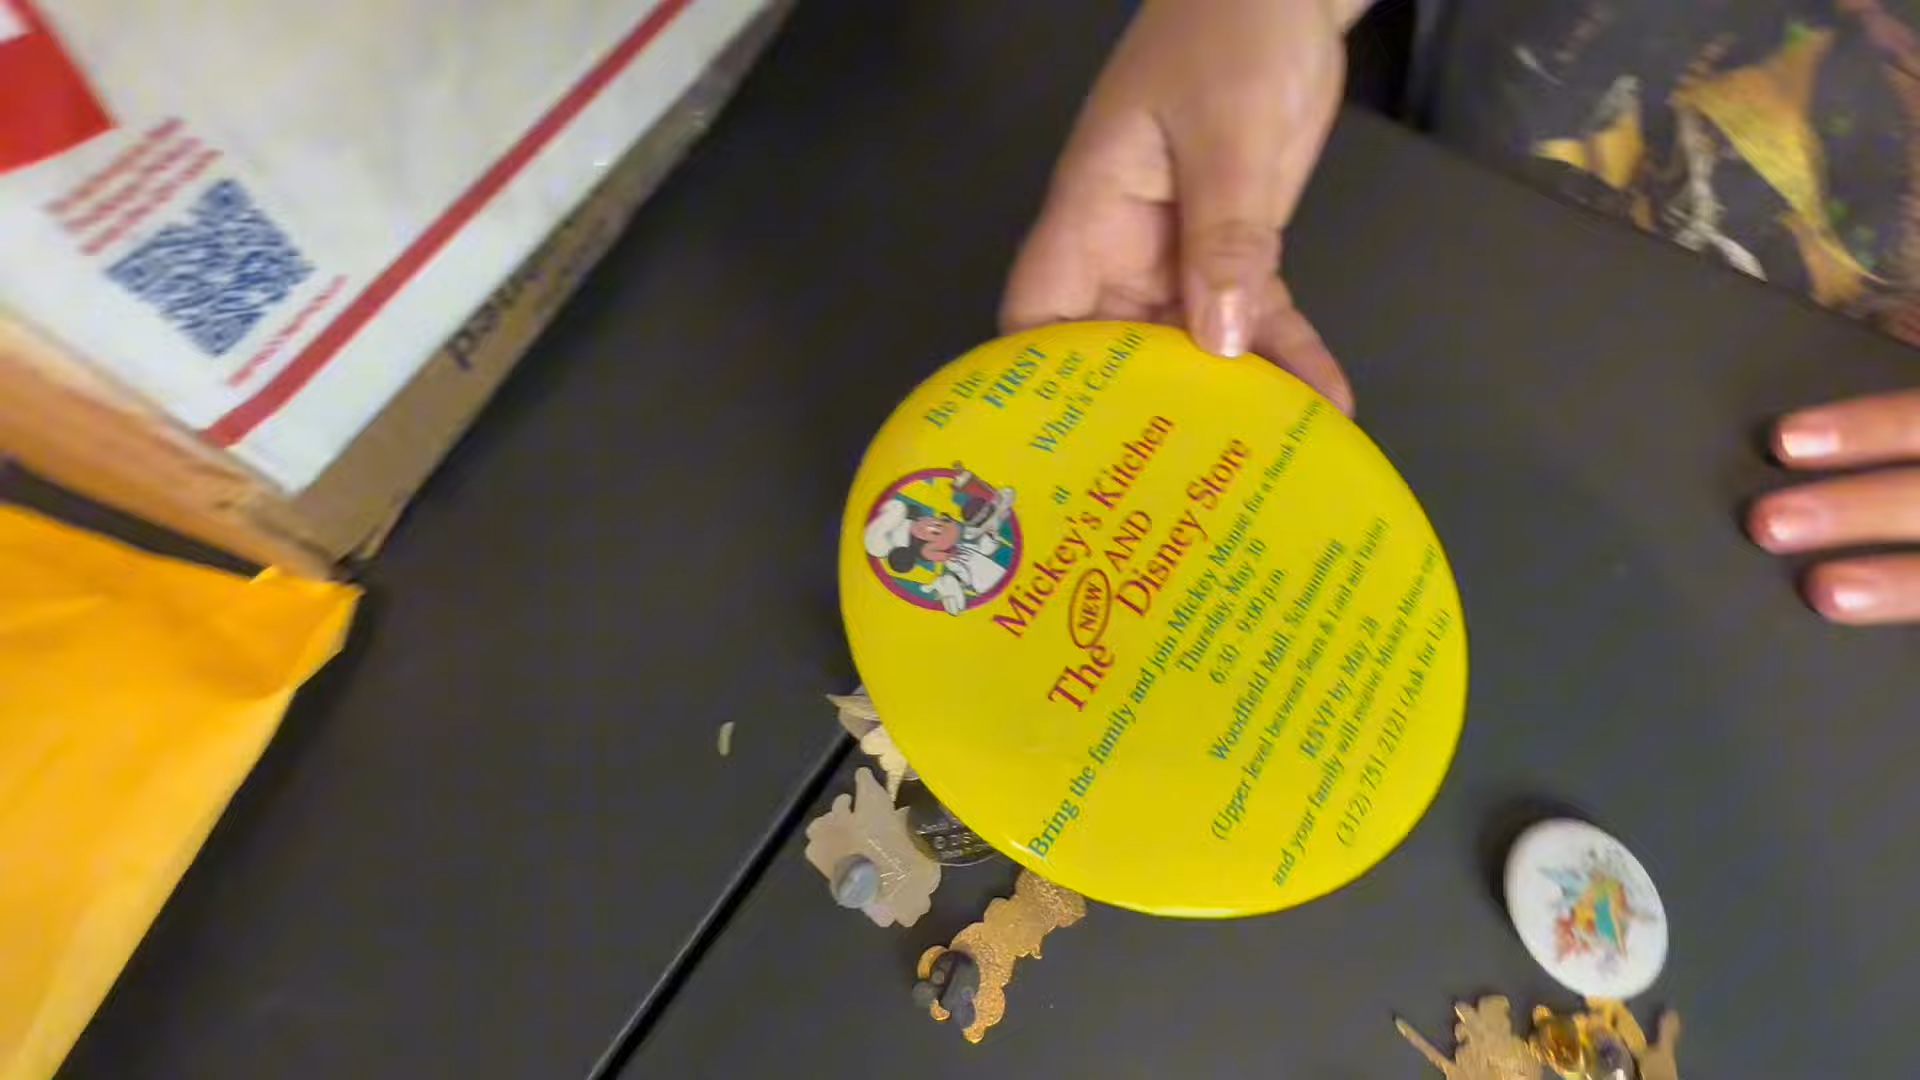 Be the
FIRST
to see
What's Cookin'
at
Mickey's Kitchen
AND
The NEW Disney Store
Bring the family and join Mickey Mouse for a Sneak Preview
Thursday, May 30
6:30 - 9:00 p.m.
Woodfield Mall, Schaumburg
(Upper level between Sears & Lord and Taylor)
RSVP by May 28
and your family will receive Mickey Mouse ears
(312) 751-2121 (Ask for Liz)